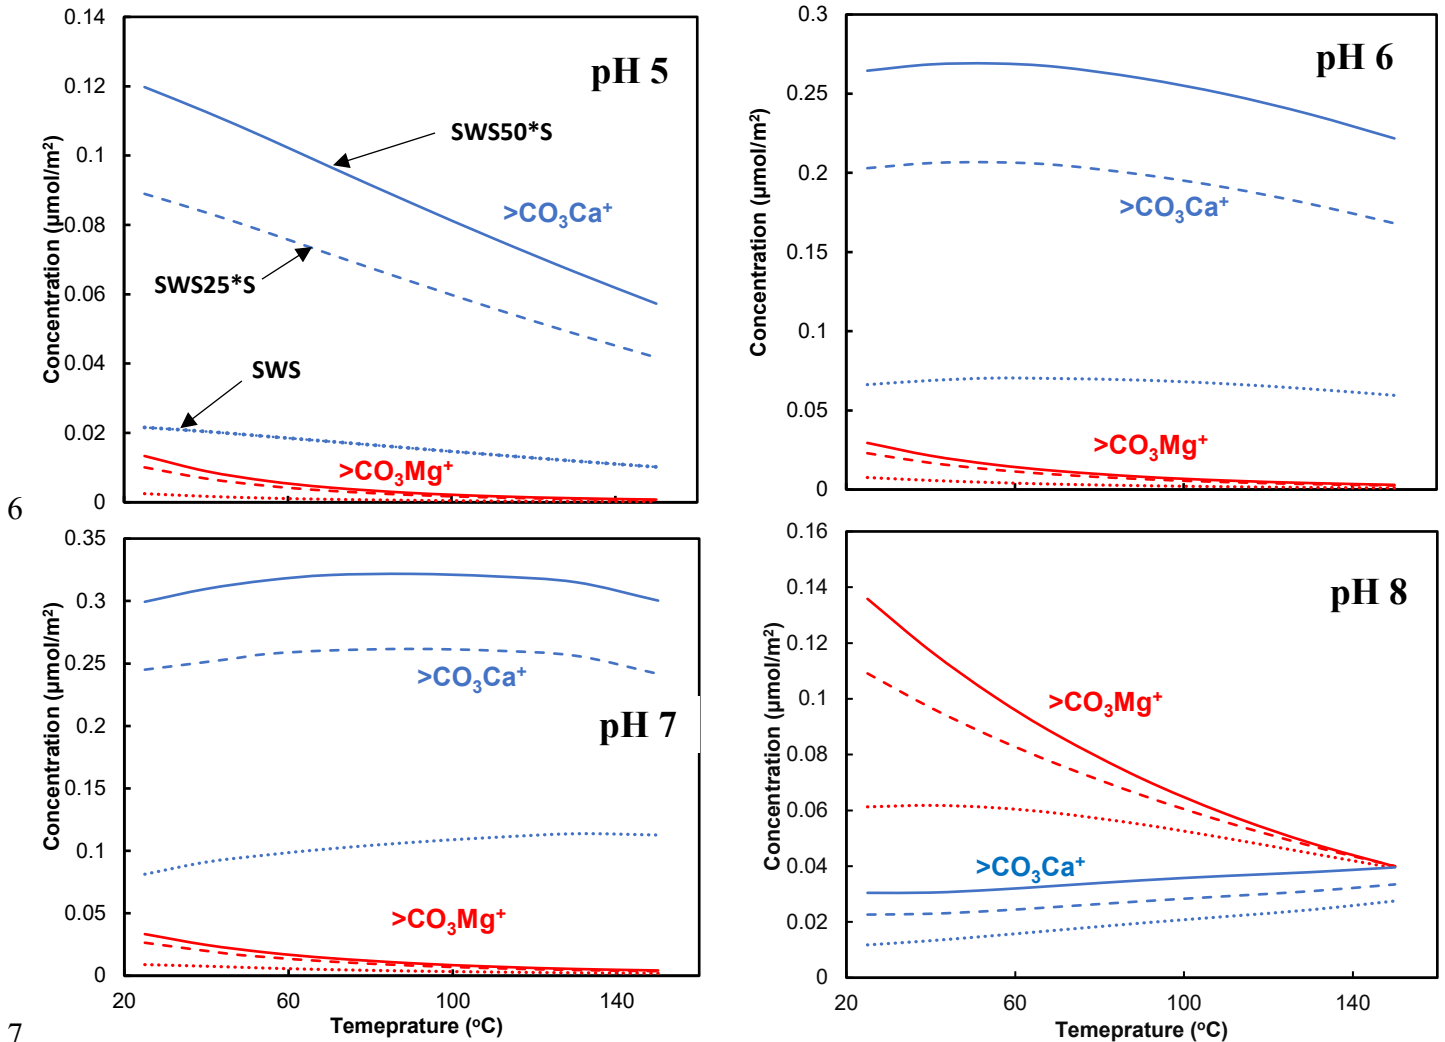 0.14
0.12
0.1
0.08
0.06
0.04
0.02
0
Concentration (µmol/m²)
pH 5
SWS50*S
>CO₃Ca⁺
SWS25*S
SWS
>CO₃Mg⁺
6
0.3
0.25
0.2
0.15
0.1
0.05
0
Concentration (µmol/m²)
pH 6
>CO₃Ca⁺
>CO₃Mg⁺
0.35
0.3
0.25
0.2
0.15
0.1
0.05
0
Concentration (µmol/m²)
>CO₃Ca⁺
pH 7
>CO₃Mg⁺
20 60 100 140
Temeprature (ᵒC)
7
0.16
0.14
0.12
0.1
0.08
0.06
0.04
0.02
0
Concentration (µmol/m²)
pH 8
>CO₃Mg⁺
>CO₃Ca⁺
20 60 100 140
Temeprature (ᵒC)